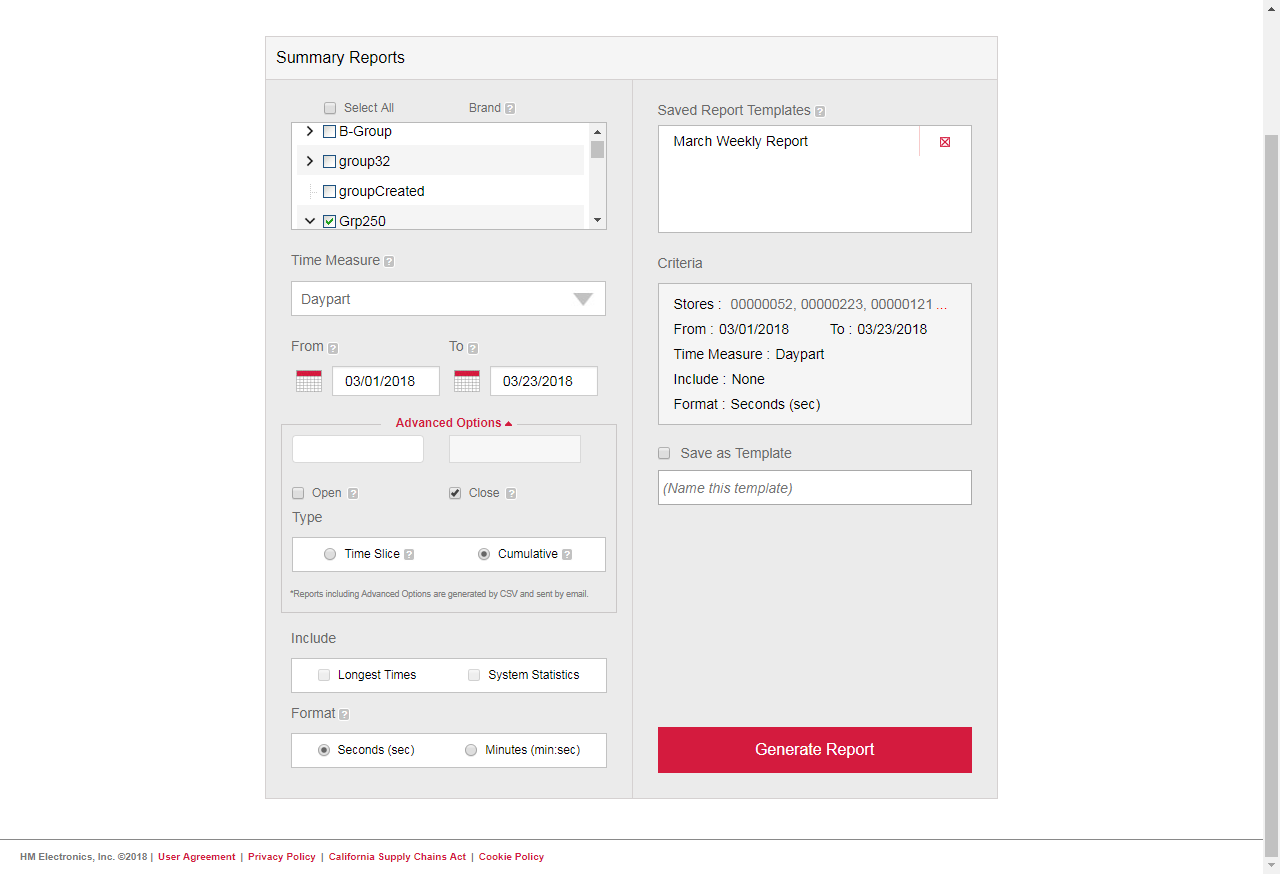 Summary Reports
Select All Brand ?
B-Group
group32
groupCreated
Grp250
Time Measure ?
Daypart
From ? To ?
03/01/2018 03/23/2018
Advanced Options
Open ? Close ?
Type
Time Slice ? Cumulative ?
*Reports including Advanced Options are generated by CSV and sent by email.
Include
Longest Times System Statistics
Format ?
Seconds (sec) Minutes (min:sec)
Saved Report Templates ?
March Weekly Report
Criteria
Stores : 00000052, 00000223, 00000121 ...
From : 03/01/2018 To : 03/23/2018
Time Measure : Daypart
Include : None
Format : Seconds (sec)
Save as Template
(Name this template)
Generate Report
HM Electronics, Inc. ©2018 | User Agreement | Privacy Policy | California Supply Chains Act | Cookie Policy